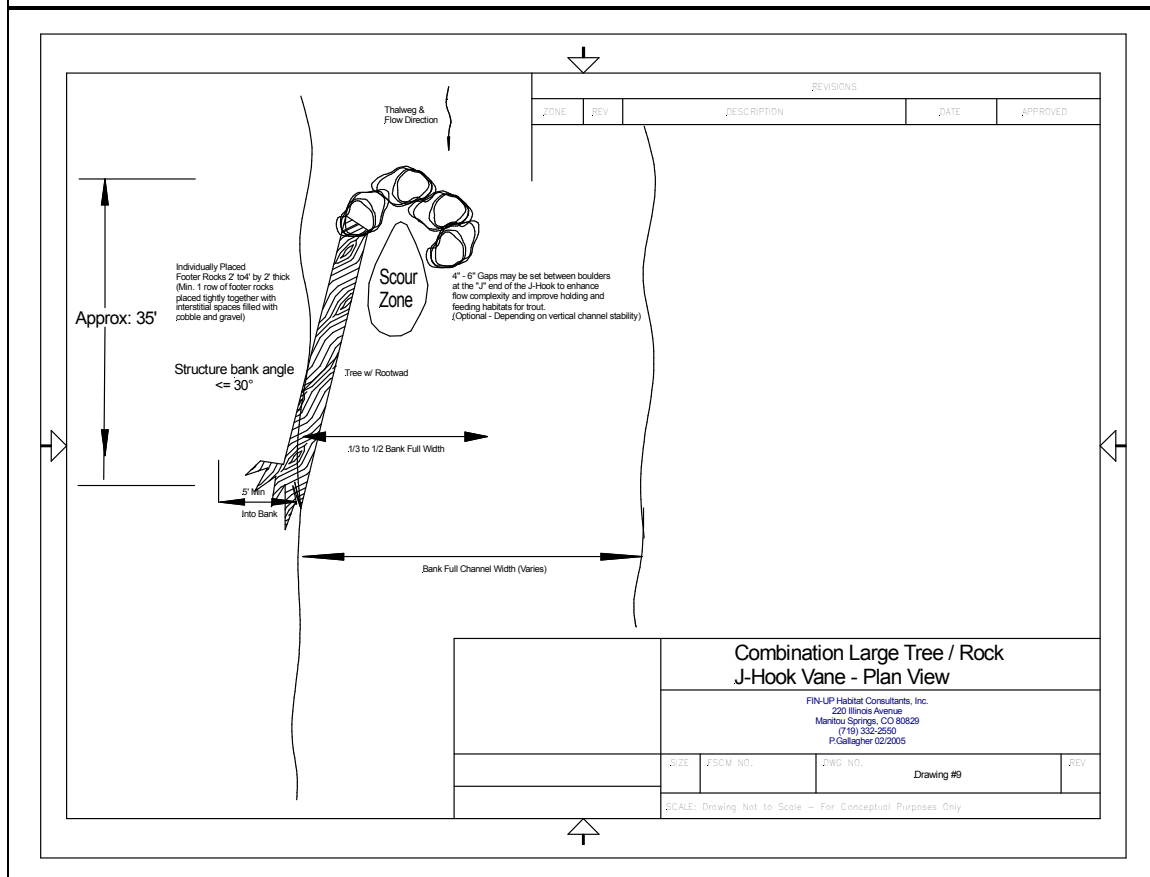 REVISIONS
ZONE REV DESCRIPTION DATE APPROVED
Thalweg &
Flow Direction
Individually Placed
Footer Rocks 2' to4' by 2' thick
(Min. 1 row of footer rocks
placed tightly together with
interstitial spaces filled with
cobble and gravel)
Scour
Zone
4" - 6" Gaps may be set between boulders
at the "J" end of the J-Hook to enhance
flow complexity and improve holding and
feeding habitats for trout.
(Optional - Depending on vertical channel stability)
Approx: 35'
Structure bank angle
<= 30°
Tree w/ Rootwad
1/3 to 1/2 Bank Full Width
5' Min
Into Bank
Bank Full Channel Width (Varies)
Combination Large Tree / Rock
J-Hook Vane - Plan View
FIN-UP Habitat Consultants, Inc.
220 Illinois Avenue
Manitou Springs, CO 80829
(719) 332-2550
P.Gallagher 02/2005
SIZE FSCM NO. DWG NO. REV
Drawing #9
SCALE: Drawing Not to Scale – For Conceptual Purposes Only